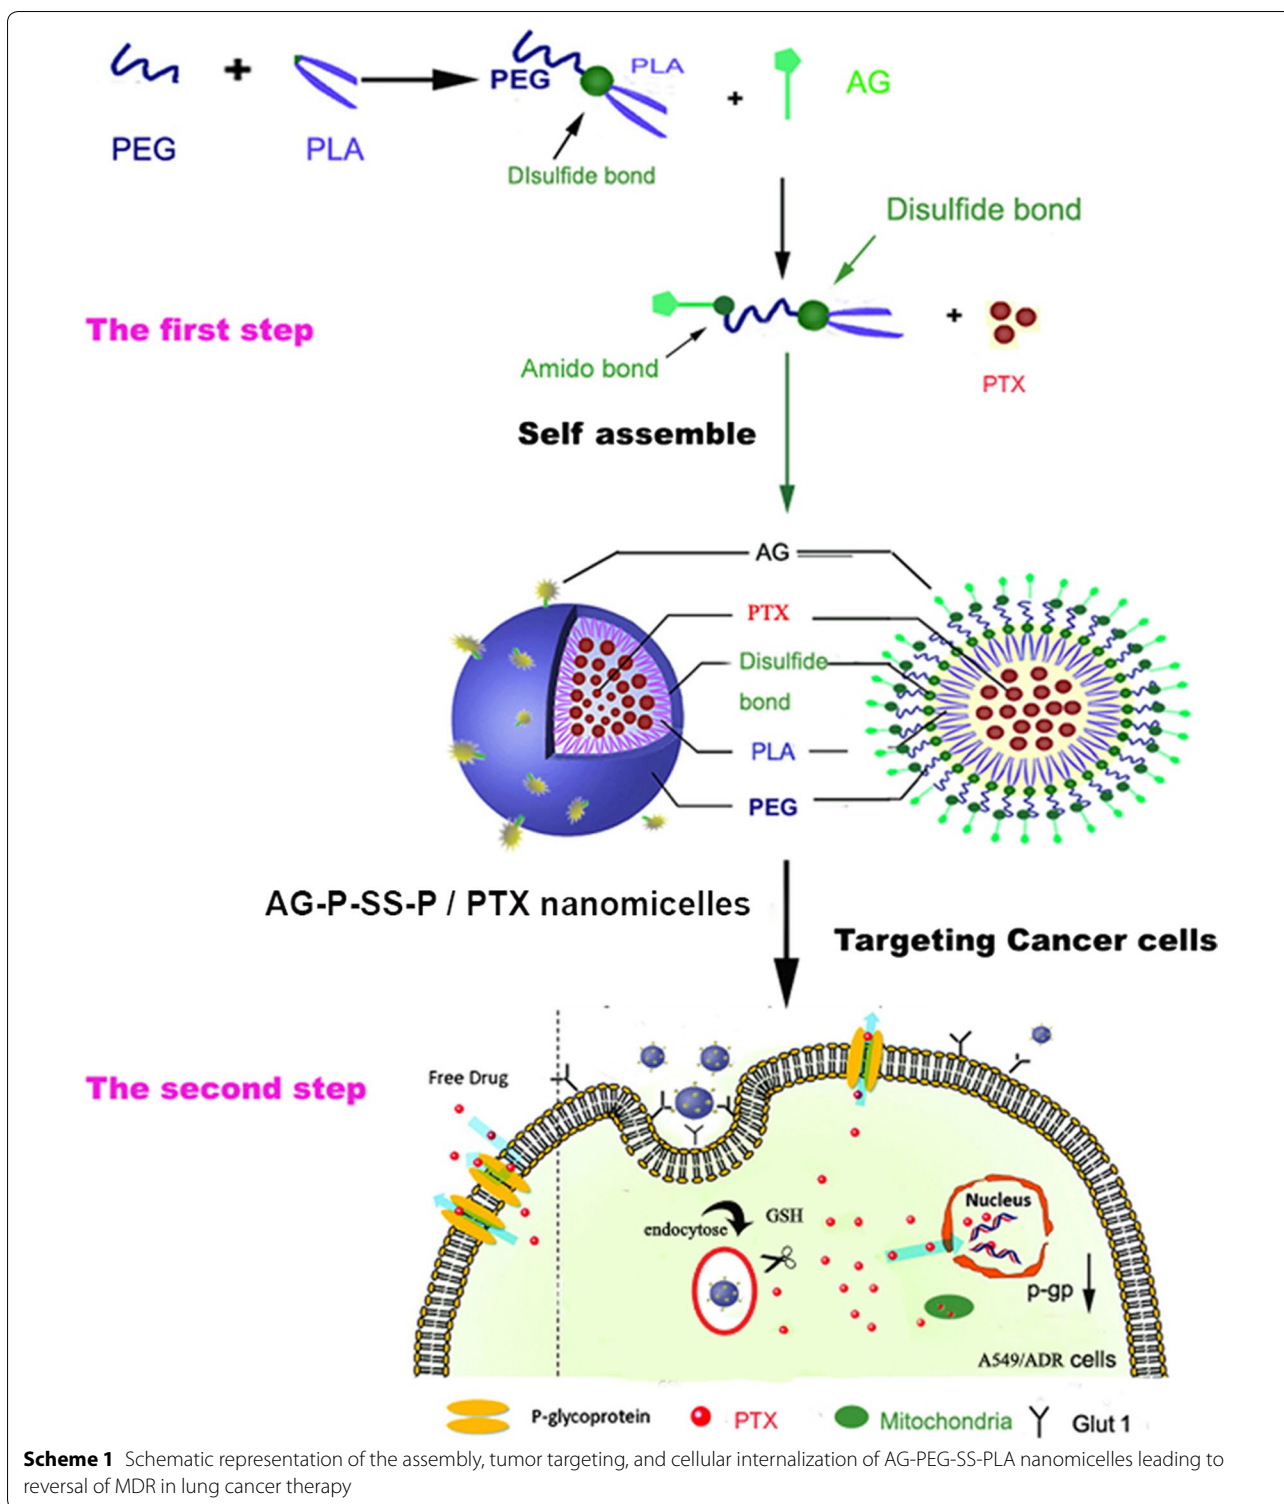 PEG
+
PLA
PEG
PLA
DIsulfide bond
+
AG
Disulfide bond
The first step
Amido bond
+
PTX
Self assemble
AG
PTX
Disulfide
bond
PLA
PEG
AG-P-SS-P / PTX nanomicelles
Targeting Cancer cells
The second step
Free Drug
endocytose
GSH
Nucleus
p-gp
A549/ADR cells
P-glycoprotein
PTX
Mitochondria
Glut 1
Scheme 1 Schematic representation of the assembly, tumor targeting, and cellular internalization of AG-PEG-SS-PLA nanomicelles leading to
reversal of MDR in lung cancer therapy